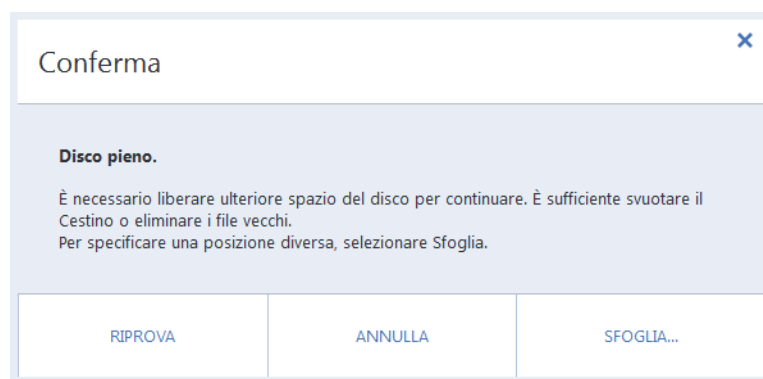 Conferma
Disco pieno.
È necessario liberare ulteriore spazio del disco per continuare. È sufficiente svuotare il
Cestino o eliminare i file vecchi.
Per specificare una posizione diversa, selezionare Sfoglia.
RIPROVA
ANNULLA
SFOGLIA...